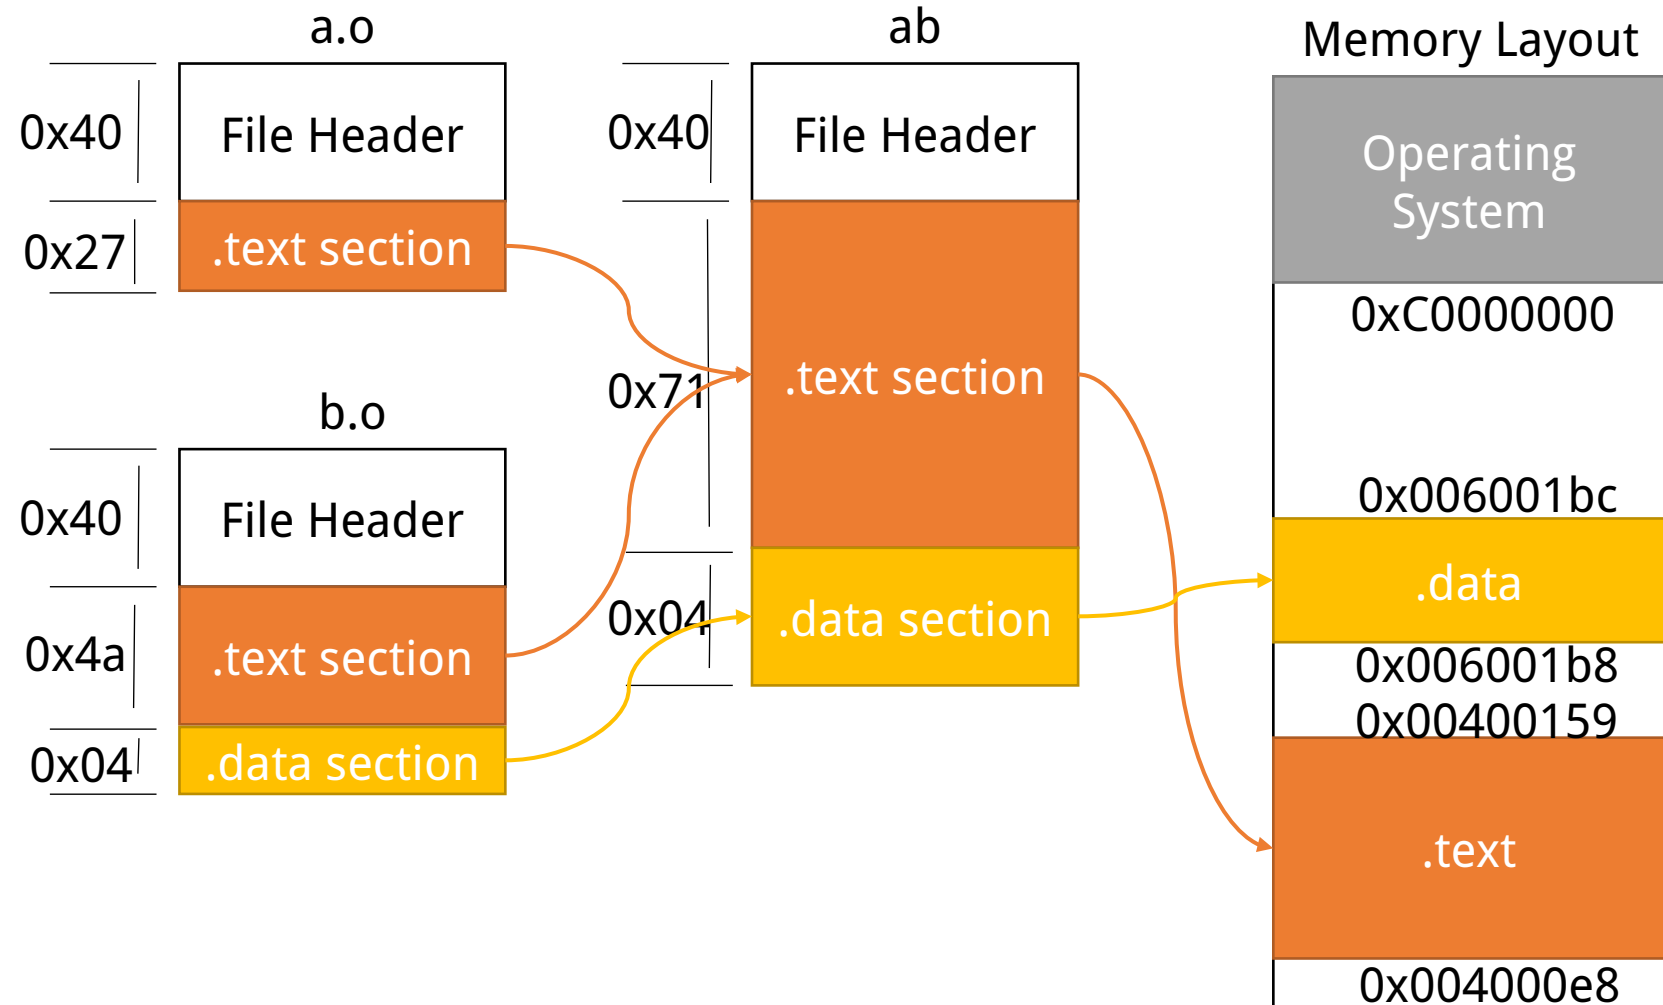 a.o
0x40
File Header
0x27
.text section
b.o
0x40
File Header
0x4a
.text section
0x04
.data section
ab
0x40
File Header
0x71
.text section
0x04
.data section
Memory Layout
Operating
System
0xC0000000
0x006001bc
.data
0x006001b8
0x00400159
.text
0x004000e8